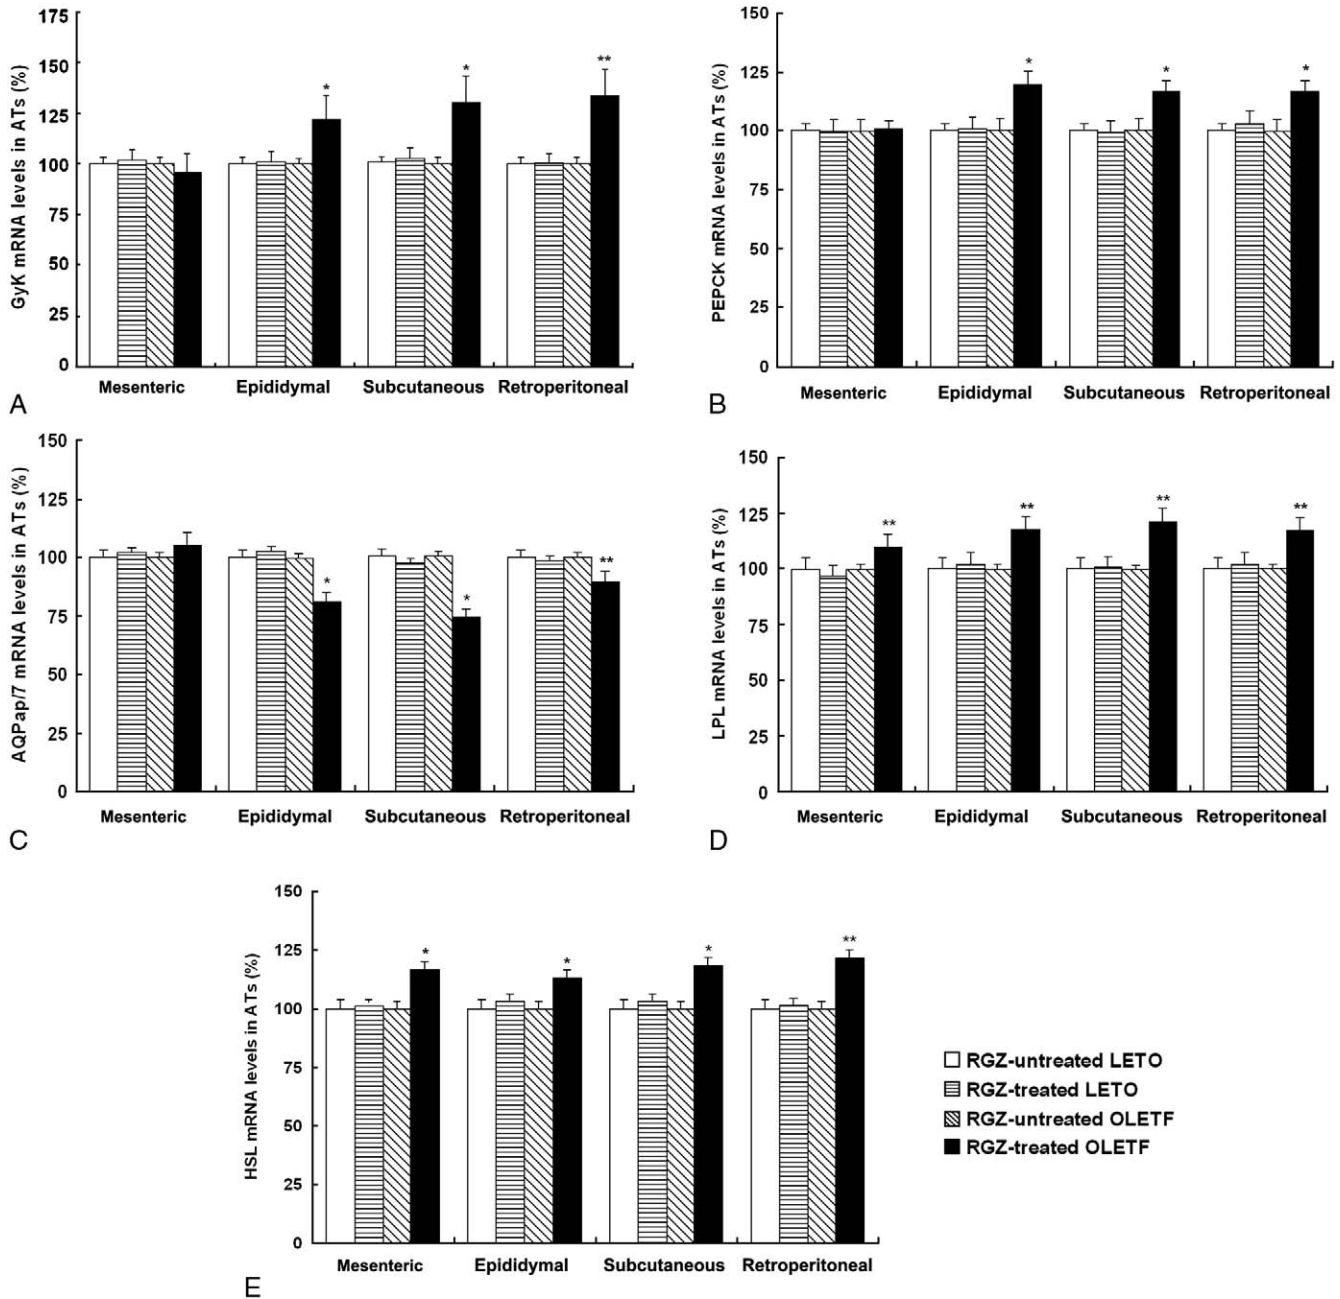 GyK mRNA levels in ATs (%)
175
150
125
100
75
50
25
0
*
*
**
Mesenteric
Epididymal
Subcutaneous
Retroperitoneal
A
PEPCK mRNA levels in ATs (%)
150
125
100
75
50
25
0
*
*
*
Mesenteric
Epididymal
Subcutaneous
Retroperitoneal
B
AQPap/7 mRNA levels in ATs (%)
150
125
100
75
50
25
0
*
*
**
Mesenteric
Epididymal
Subcutaneous
Retroperitoneal
C
LPL mRNA levels in ATs (%)
150
125
100
75
50
25
0
**
**
**
**
Mesenteric
Epididymal
Subcutaneous
Retroperitoneal
D
HSL mRNA levels in ATs (%)
150
125
100
75
50
25
0
*
*
*
**
Mesenteric
Epididymal
Subcutaneous
Retroperitoneal
E
RGZ-untreated LETO
RGZ-treated LETO
RGZ-untreated OLETF
RGZ-treated OLETF